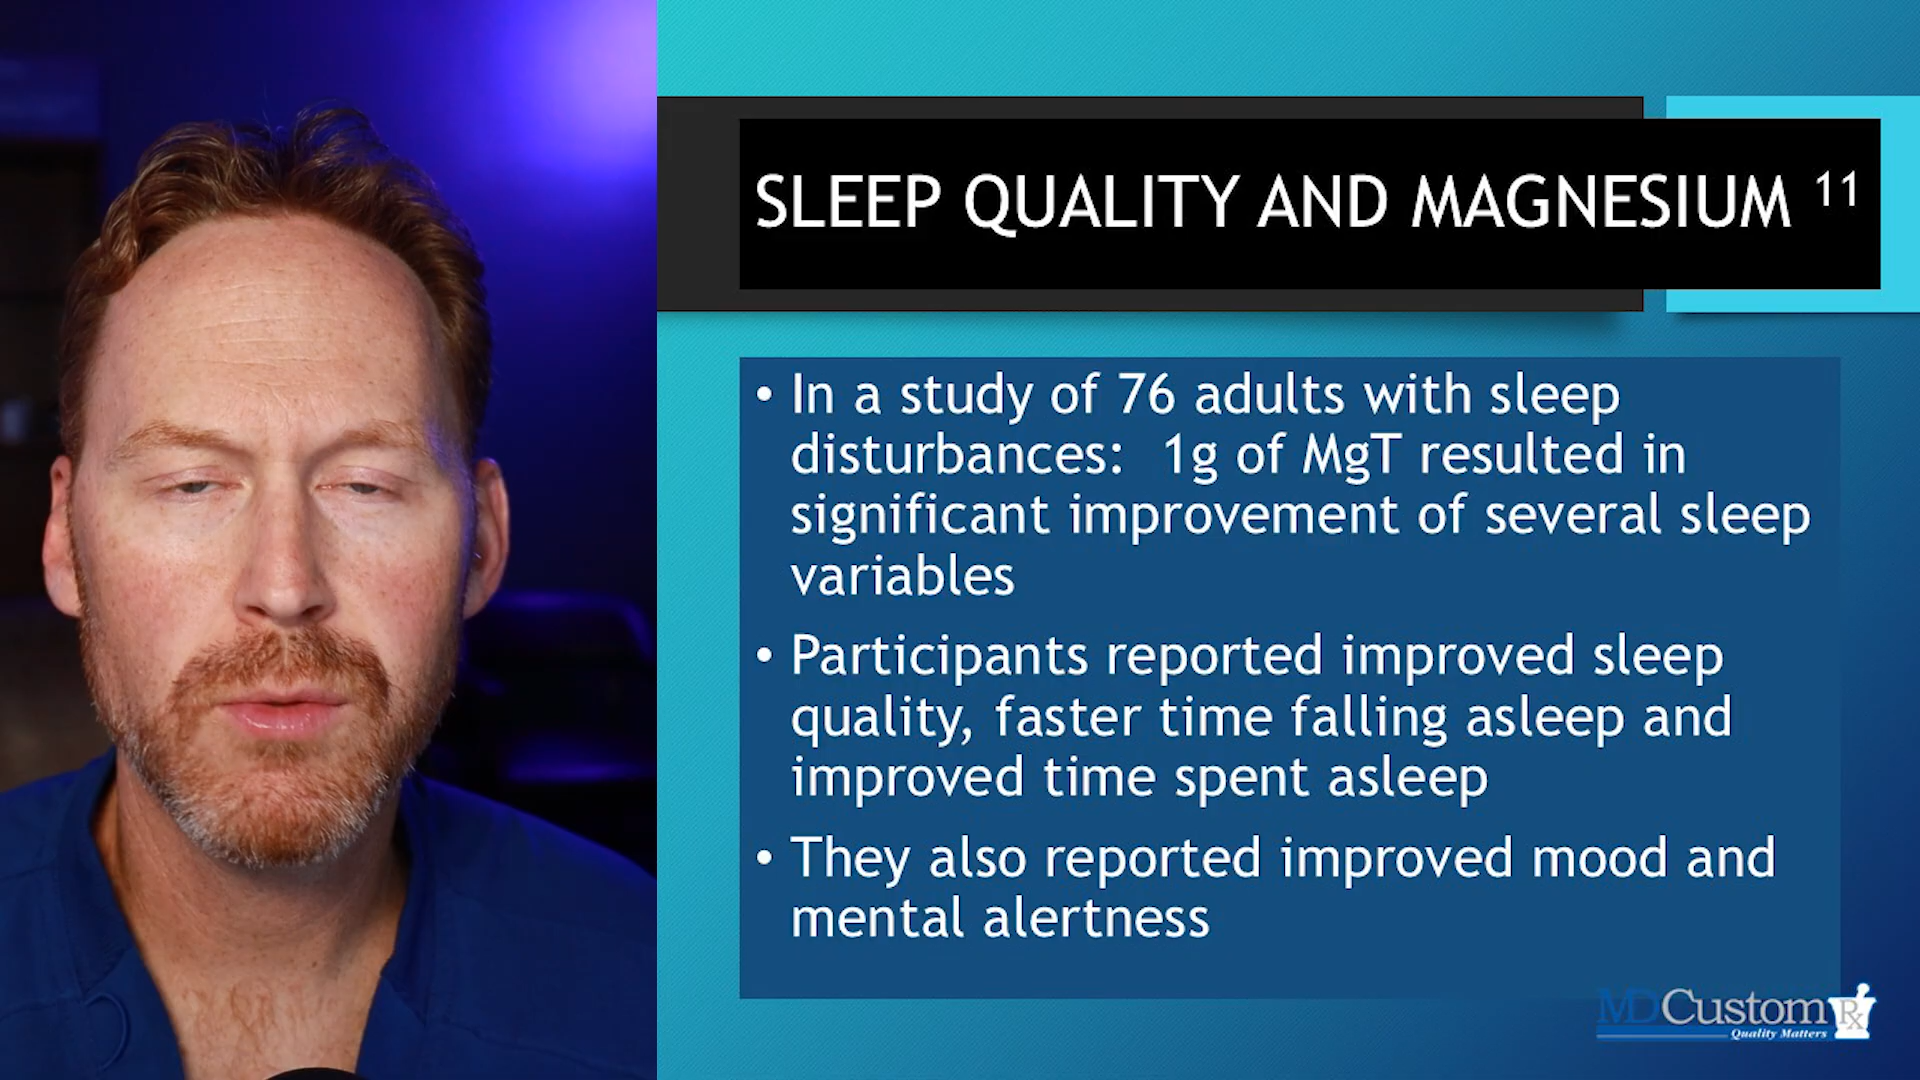 SLEEP QUALITY AND MAGNESIUM 11
• In a study of 76 adults with sleep
disturbances: 1g of MgT resulted in
significant improvement of several sleep
variables
• Participants reported improved sleep
quality, faster time falling asleep and
improved time spent asleep
• They also reported improved mood and
mental alertness
MDCustom Rx
Quality Matters